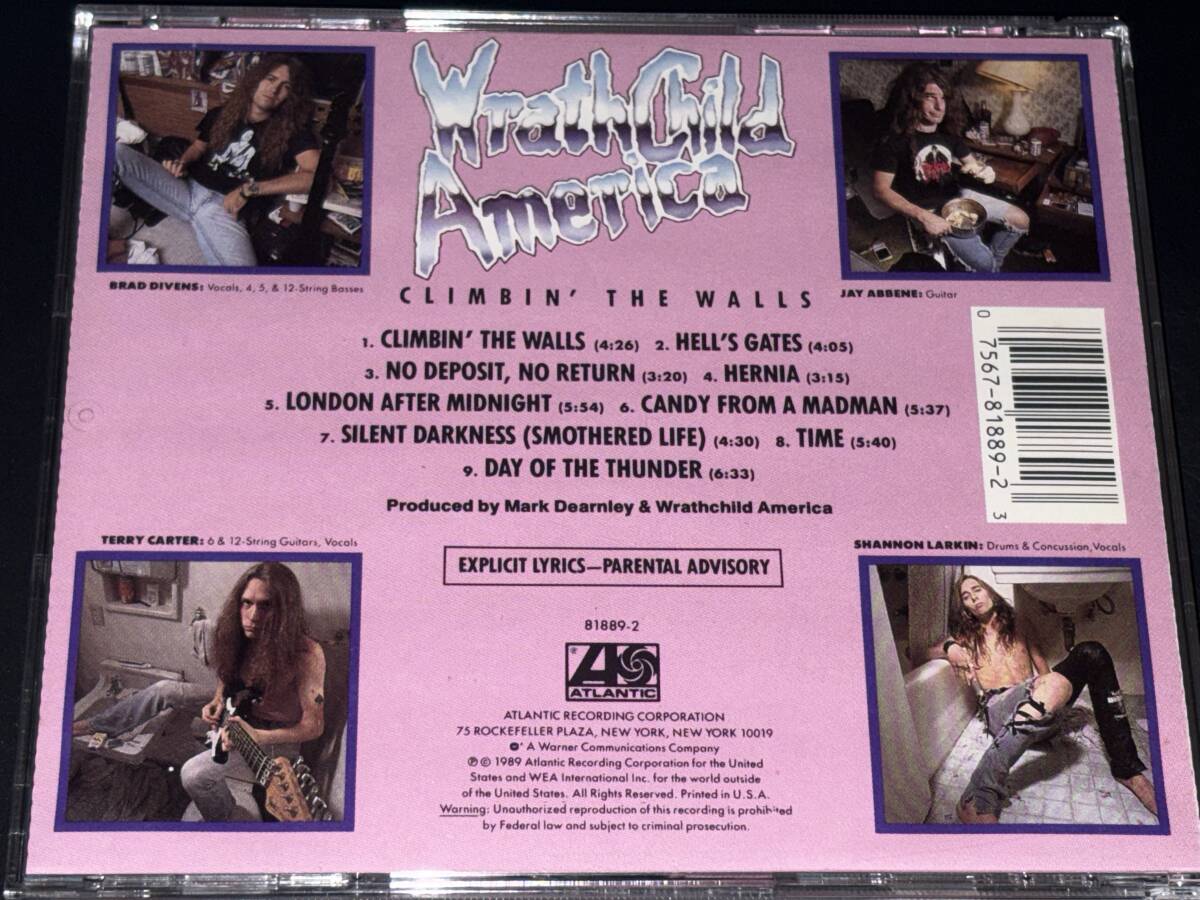 WrathChild
America
BRAD DIVENS: Vocals, 4, 5, & 12-String Basses
JAY ABBENE: Guitar
CLIMBIN' THE WALLS
1. CLIMBIN' THE WALLS (4:26) 2. HELL'S GATES (4:05)
3. NO DEPOSIT, NO RETURN (3:20) 4. HERNIA (3:15)
5. LONDON AFTER MIDNIGHT (5:54) 6. CANDY FROM A MADMAN (5:37)
7. SILENT DARKNESS (SMOTHERED LIFE) (4:30) 8. TIME (5:40)
9. DAY OF THE THUNDER (6:33)
0 7567-81889-2 3
Produced by Mark Dearnley & Wrathchild America
TERRY CARTER: 6 & 12-String Guitars, Vocals
SHANNON LARKIN: Drums & Concussion, Vocals
EXPLICIT LYRICS—PARENTAL ADVISORY
81889-2
ATLANTIC
ATLANTIC RECORDING CORPORATION
75 ROCKEFELLER PLAZA, NEW YORK, NEW YORK 10019
A Warner Communications Company
℗ © 1989 Atlantic Recording Corporation for the United
States and WEA International Inc. for the world outside
of the United States. All Rights Reserved. Printed in U.S.A.
Warning: Unauthorized reproduction of this recording is prohibited
by Federal law and subject to criminal prosecution.